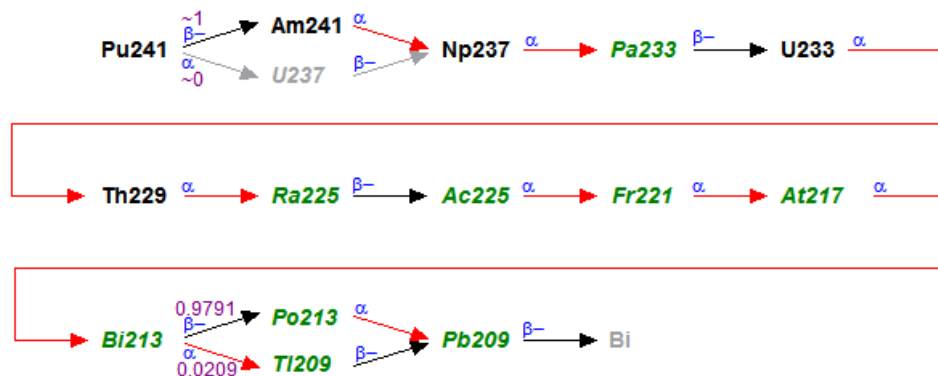 ~1
β–
Am241 α
Pu241
Np237 α Pa233 β– U233 α
α
~0
U237 β–
Th229 α Ra225 β– Ac225 α Fr221 α At217 α
0.9791
β–
Po213 α
Bi213
Pb209 β– Bi
α
0.0209
Tl209 β–